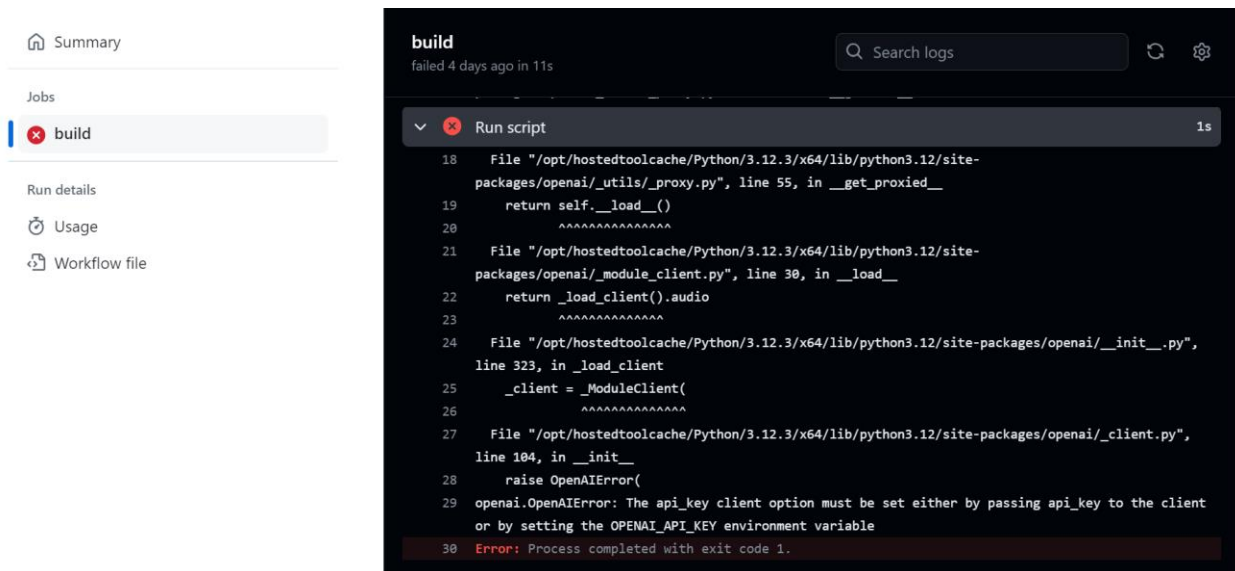 Summary
Jobs
build
Run details
Usage
Workflow file
build
failed 4 days ago in 11s
Search logs
Run script 1s
18 File "/opt/hostedtoolcache/Python/3.12.3/x64/lib/python3.12/site-
packages/openai/_utils/_proxy.py", line 55, in __get_proxied__
19 return self.__load__()
20 ^^^^^^^^^^^^^^^
21 File "/opt/hostedtoolcache/Python/3.12.3/x64/lib/python3.12/site-
packages/openai/_module_client.py", line 30, in __load__
22 return _load_client().audio
23 ^^^^^^^^^^^^^^
24 File "/opt/hostedtoolcache/Python/3.12.3/x64/lib/python3.12/site-packages/openai/__init__.py",
line 323, in _load_client
25 _client = _ModuleClient(
26 ^^^^^^^^^^^^^^
27 File "/opt/hostedtoolcache/Python/3.12.3/x64/lib/python3.12/site-packages/openai/_client.py",
line 104, in __init__
28 raise OpenAIError(
29 openai.OpenAIError: The api_key client option must be set either by passing api_key to the client
or by setting the OPENAI_API_KEY environment variable
30 Error: Process completed with exit code 1.